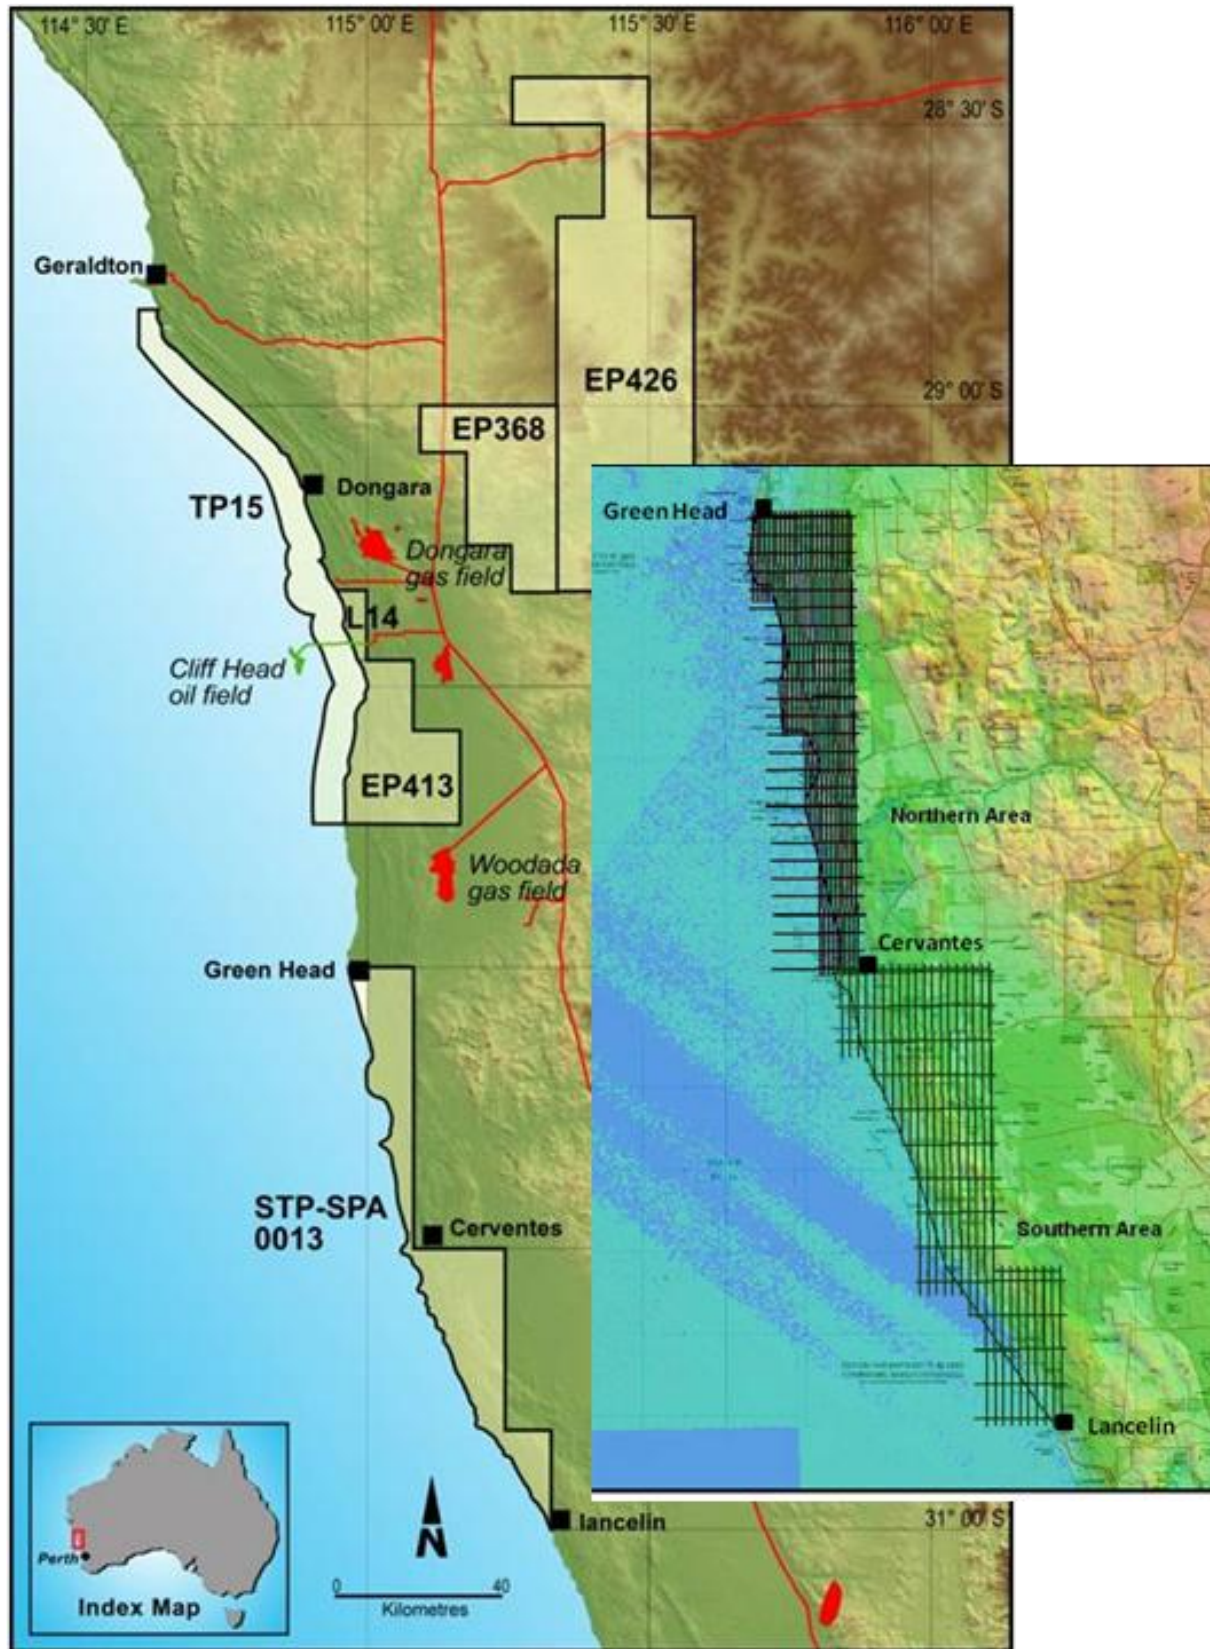 114° 30' E
115° 00' E
115° 30' E
116° 00' E
28° 30' S
Geraldton
EP426
29° 00' S
EP368
TP15
Dongara
Dongara
gas field
L14
Cliff Head
oil field
EP413
Woodada
gas field
Green Head
STP-SPA
0013
Cerventes
lancelin
31° 00' S
N
0
40
Kilometres
Perth
Index Map
Green Head
Northern Area
Cervantes
Southern Area
Lancelin